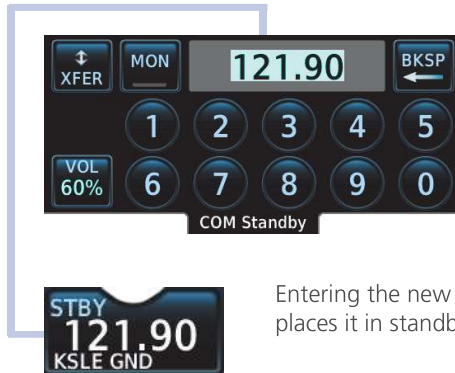 XFER MON 121.90 BKSP
1 2 3 4 5
VOL
60% 6 7 8 9 0
COM Standby
STBY
121.90
KSLE GND
Entering the new
places it in standb